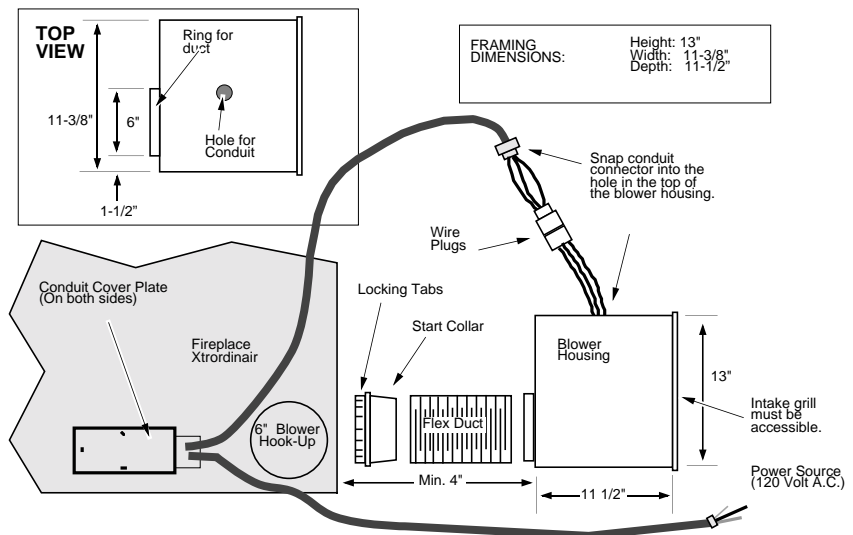 TOP
VIEW
Ring for
duct
11-3/8"
6"
Hole for
Conduit
1-1/2"
FRAMING
DIMENSIONS:
Height: 13"
Width: 11-3/8"
Depth: 11-1/2"
Snap conduit
connector into the
hole in the top of
the blower housing.
Wire
Plugs
Conduit Cover Plate
(On both sides)
Locking Tabs
Start Collar
Fireplace
Xtrordinair
Blower
Housing
13"
6" Blower
Hook-Up
Flex Duct
Intake grill
must be
accessible.
Min. 4"
11 1/2"
Power Source
(120 Volt A.C.)